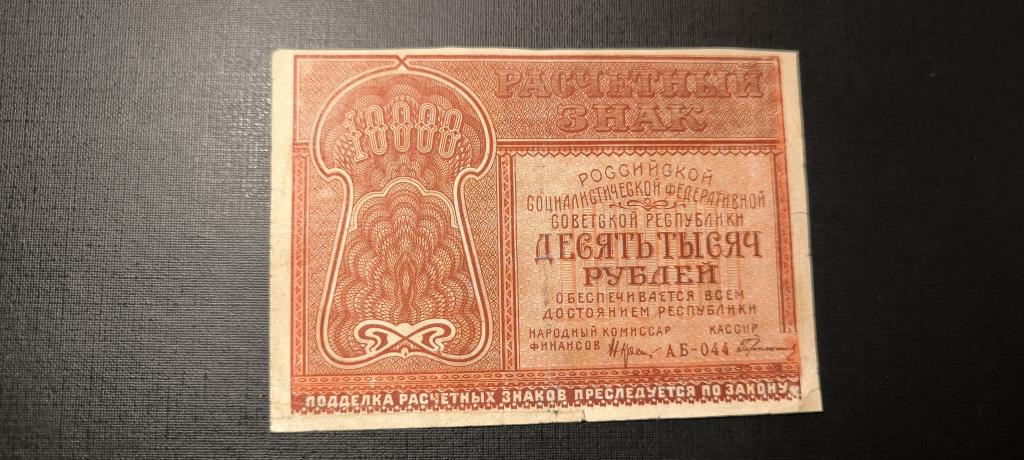 10000
РАСЧЕТНЫЙ
ЗНАК
РОССИЙСКОЙ
СОЦИАЛИСТИЧЕСКОЙ ФЕДЕРАТИВНОЙ
СОВЕТСКОЙ РЕСПУБЛИКИ
ДЕСЯТЬ ТЫСЯЧ
РУБЛЕЙ
ОБЕСПЕЧИВАЕТСЯ ВСЕМ
ДОСТОЯНИЕМ РЕСПУБЛИКИ
НАРОДНЫЙ КОМИССАР КАССИР
ФИНАНСОВ АБ-044
ПОДДЕЛКА РАСЧЕТНЫХ ЗНАКОВ ПРЕСЛЕДУЕТСЯ ПО ЗАКОНУ